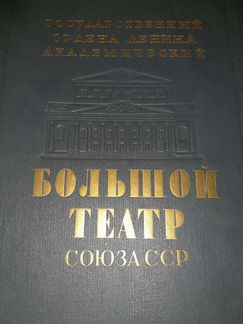 ГОСУДАРСТВЕННЫЙ
ОРДЕНА ЛЕНИНА
АКАДЕМИЧЕСКИЙ
БОЛЬШОЙ
ТЕАТР
СОЮЗА ССР